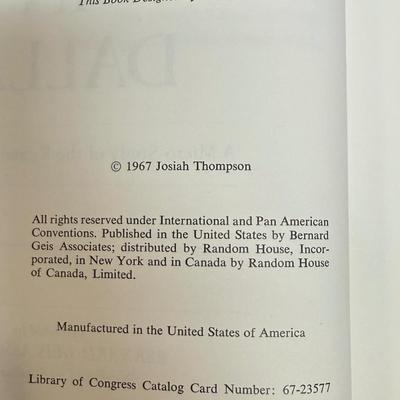 This Book Designed
© 1967 Josiah Thompson
All rights reserved under International and Pan American
Conventions. Published in the United States by Bernard
Geis Associates; distributed by Random House, Incor-
porated, in New York and in Canada by Random House
of Canada, Limited.
Manufactured in the United States of America
Library of Congress Catalog Card Number: 67-23577